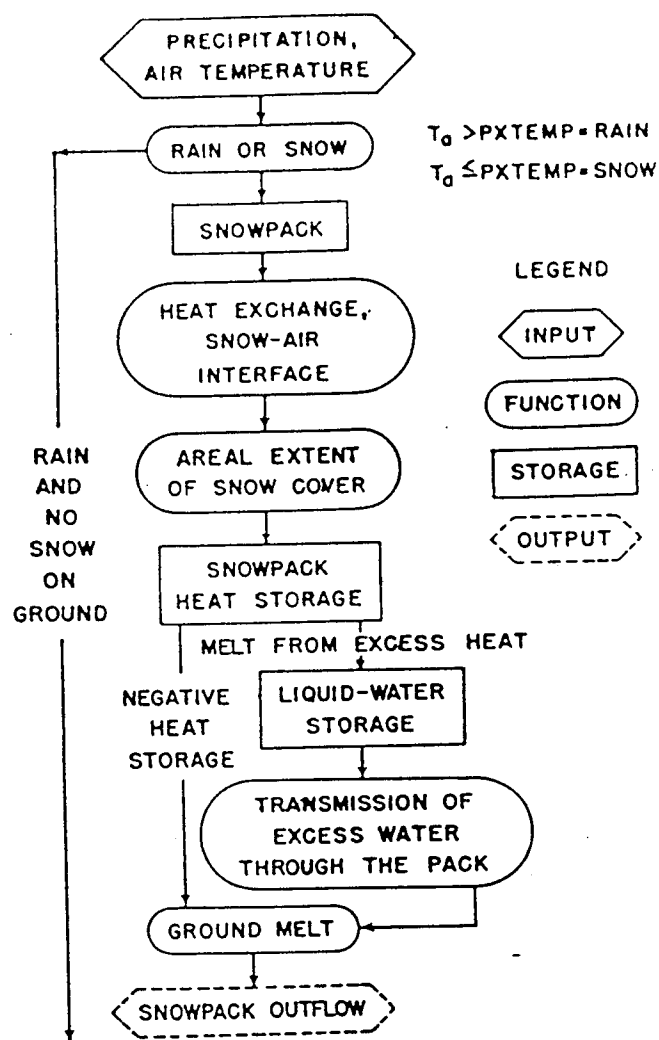 PRECIPITATION,
AIR TEMPERATURE
RAIN OR SNOW
Ta >PXTEMP=RAIN
Ta ≤PXTEMP=SNOW
SNOWPACK
HEAT EXCHANGE,
SNOW-AIR
INTERFACE
AREAL EXTENT
OF SNOW COVER
SNOWPACK
HEAT STORAGE
MELT FROM EXCESS HEAT
NEGATIVE
HEAT
STORAGE
LIQUID-WATER
STORAGE
TRANSMISSION OF
EXCESS WATER
THROUGH THE PACK
GROUND MELT
SNOWPACK OUTFLOW
RAIN
AND
NO
SNOW
ON
GROUND
LEGEND
INPUT
FUNCTION
STORAGE
OUTPUT